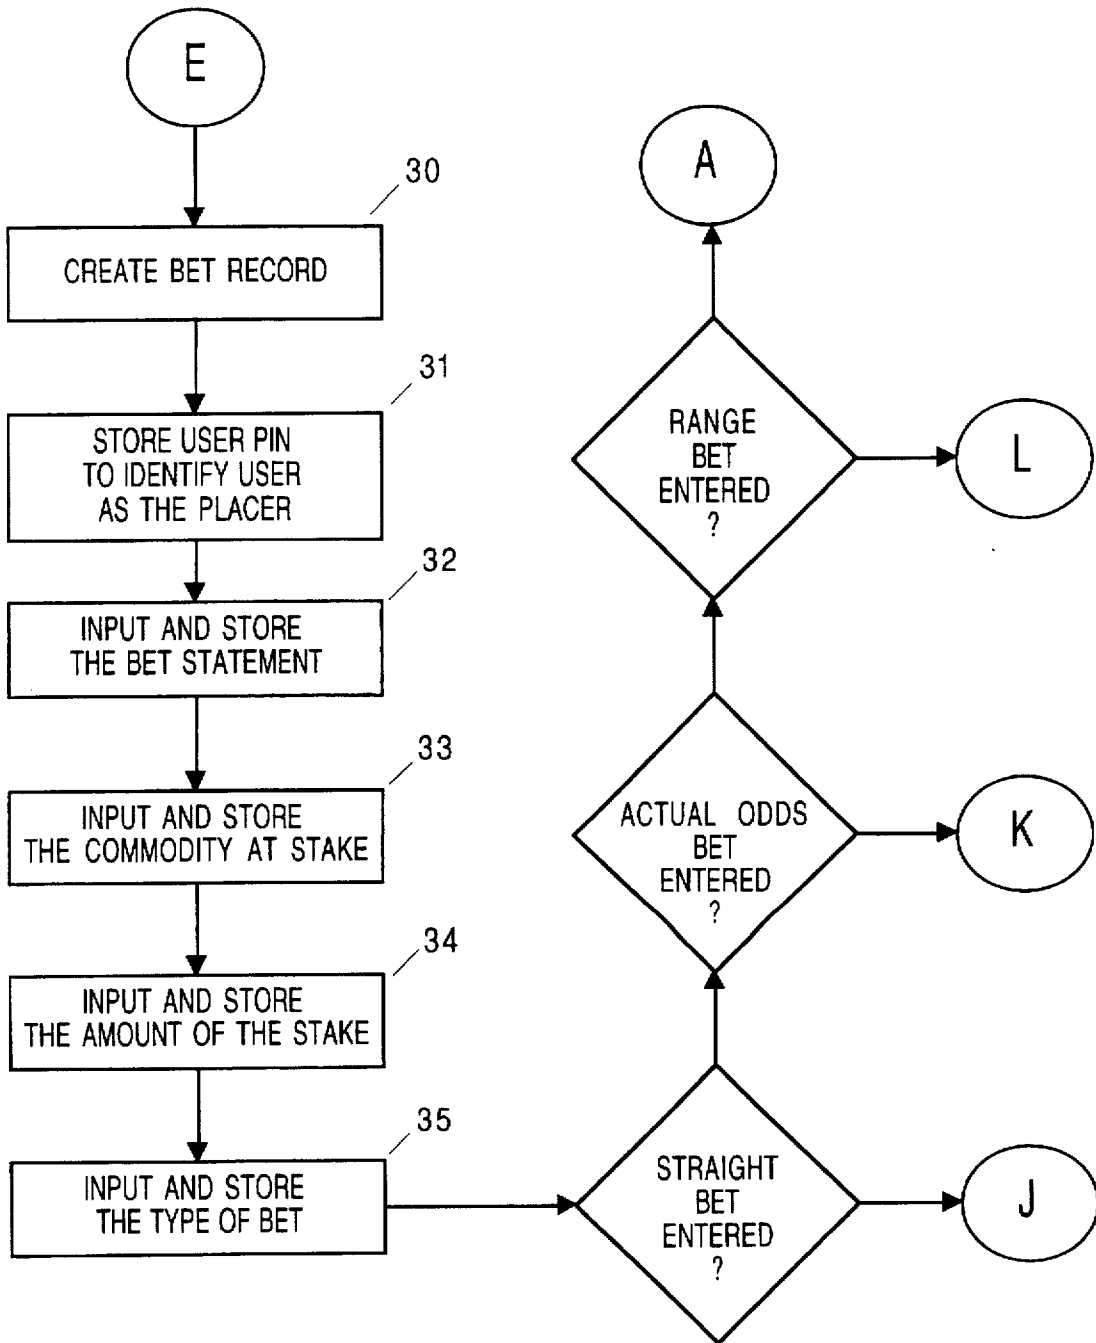 E
30
CREATE BET RECORD
31
STORE USER PIN
TO IDENTIFY USER
AS THE PLACER
32
INPUT AND STORE
THE BET STATEMENT
33
INPUT AND STORE
THE COMMODITY AT STAKE
34
INPUT AND STORE
THE AMOUNT OF THE STAKE
35
INPUT AND STORE
THE TYPE OF BET
STRAIGHT
BET
ENTERED
?
J
ACTUAL ODDS
BET
ENTERED
?
K
RANGE
BET
ENTERED
?
L
A